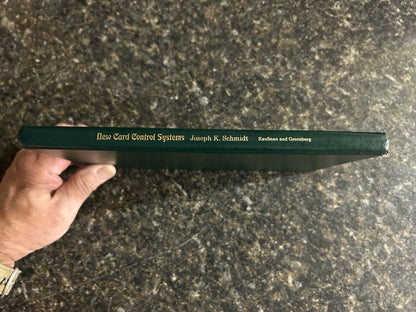 New Card Control Systems Joseph K. Schmidt Kaufman and Greenberg